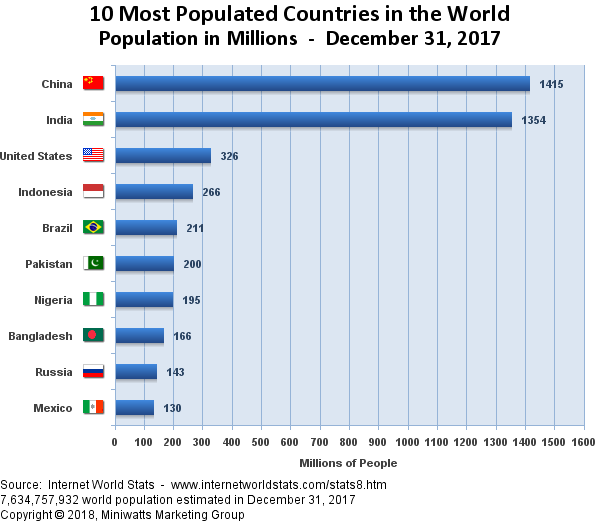 10 Most Populated Countries in the World
Population in Millions - December 31, 2017
China 1415
India 1354
United States 326
Indonesia 266
Brazil 211
Pakistan 200
Nigeria 195
Bangladesh 166
Russia 143
Mexico 130
0 100 200 300 400 500 600 700 800 900 1000 1100 1200 1300 1400 1500 1600
Millions of People
Source: Internet World Stats - www.internetworldstats.com/stats8.htm
7,634,757,932 world population estimated in December 31, 2017
Copyright © 2018, Miniwatts Marketing Group